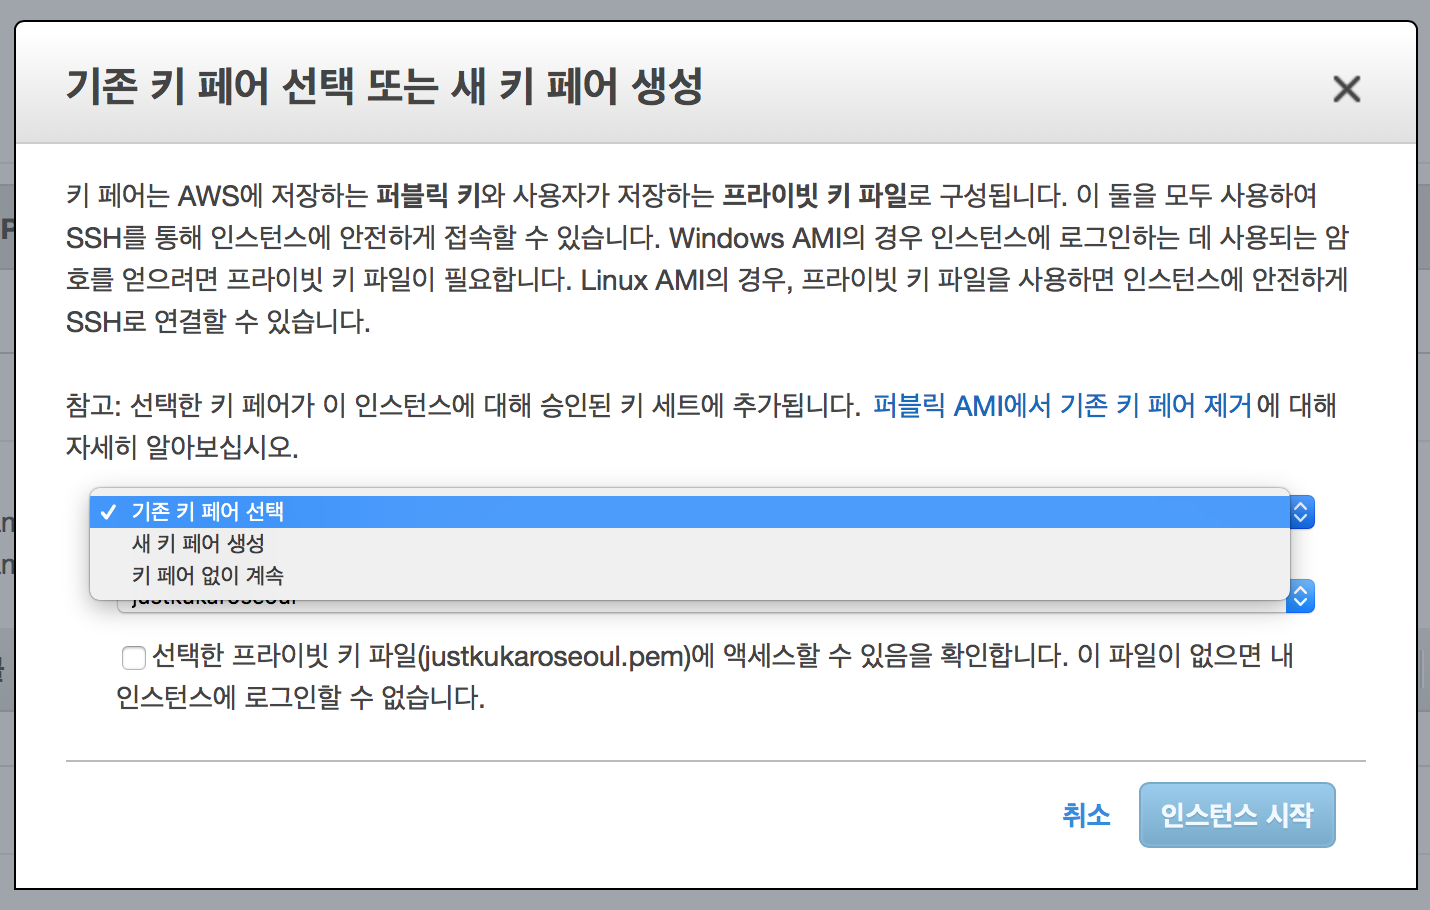 기존 키 페어 선택 또는 새 키 페어 생성
키 페어는 AWS에 저장하는 퍼블릭 키와 사용자가 저장하는 프라이빗 키 파일로 구성됩니다. 이 둘을 모두 사용하여
SSH를 통해 인스턴스에 안전하게 접속할 수 있습니다. Windows AMI의 경우 인스턴스에 로그인하는 데 사용되는 암
호를 얻으려면 프라이빗 키 파일이 필요합니다. Linux AMI의 경우, 프라이빗 키 파일을 사용하면 인스턴스에 안전하게
SSH로 연결할 수 있습니다.
참고: 선택한 키 페어가 이 인스턴스에 대해 승인된 키 세트에 추가됩니다. 퍼블릭 AMI에서 기존 키 페어 제거에 대해
자세히 알아보십시오.
✓ 기존 키 페어 선택
새 키 페어 생성
키 페어 없이 계속
justkukaroseoul
선택한 프라이빗 키 파일(justkukaroseoul.pem)에 액세스할 수 있음을 확인합니다. 이 파일이 없으면 내
인스턴스에 로그인할 수 없습니다.
취소 인스턴스 시작